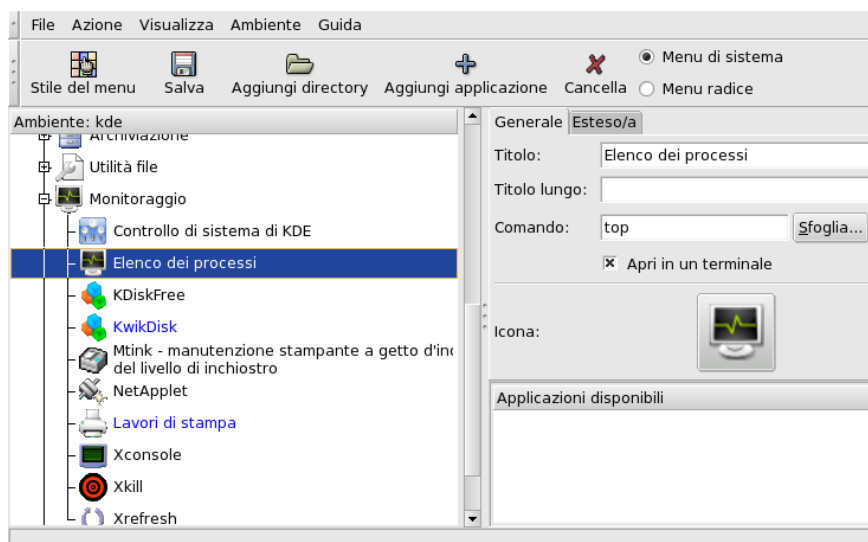 File Azione Visualizza Ambiente Guida
Stile del menu Salva Aggiungi directory Aggiungi applicazione Cancella Menu di sistema
Menu radice
Ambiente: kde
Archiviazione
Utilità file
Monitoraggio
Controllo di sistema di KDE
Elenco dei processi
KDiskFree
KwikDisk
Mtink - manutenzione stampante a getto d'inc
del livello di inchiostro
NetApplet
Lavori di stampa
Xconsole
Xkill
Xrefresh
Generale Esteso/a
Titolo: Elenco dei processi
Titolo lungo:
Comando: top Sfoglia...
Apri in un terminale
Icona:
Applicazioni disponibili